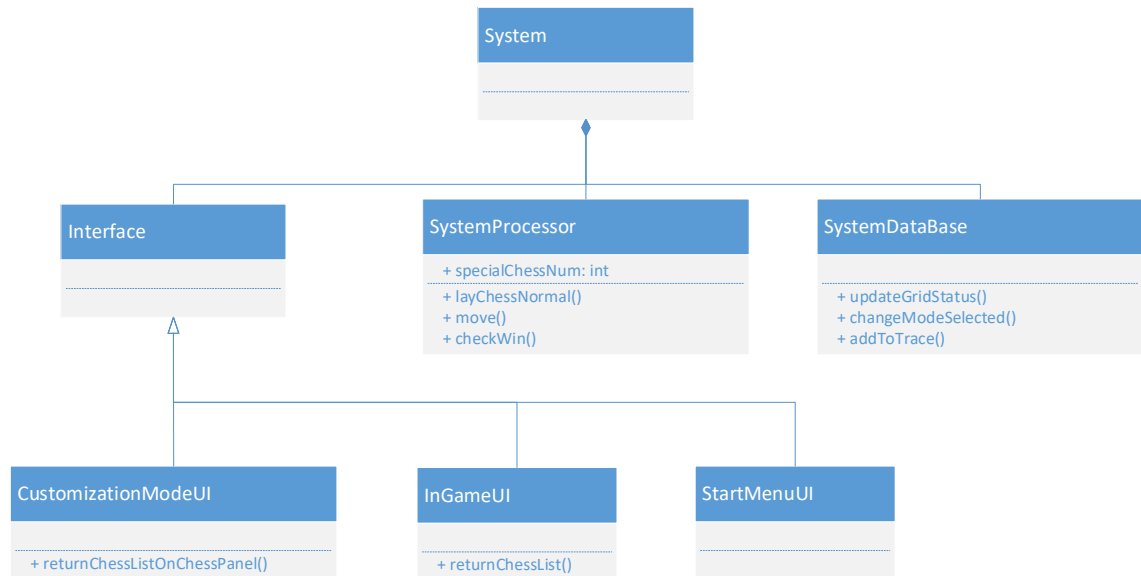 System
Interface
SystemProcessor
+ specialChessNum: int
+ layChessNormal()
+ move()
+ checkWin()
SystemDataBase
+ updateGridStatus()
+ changeModeSelected()
+ addToTrace()
CustomizationModeUI
+ returnChessListOnChessPanel()
InGameUI
+ returnChessList()
StartMenuUI